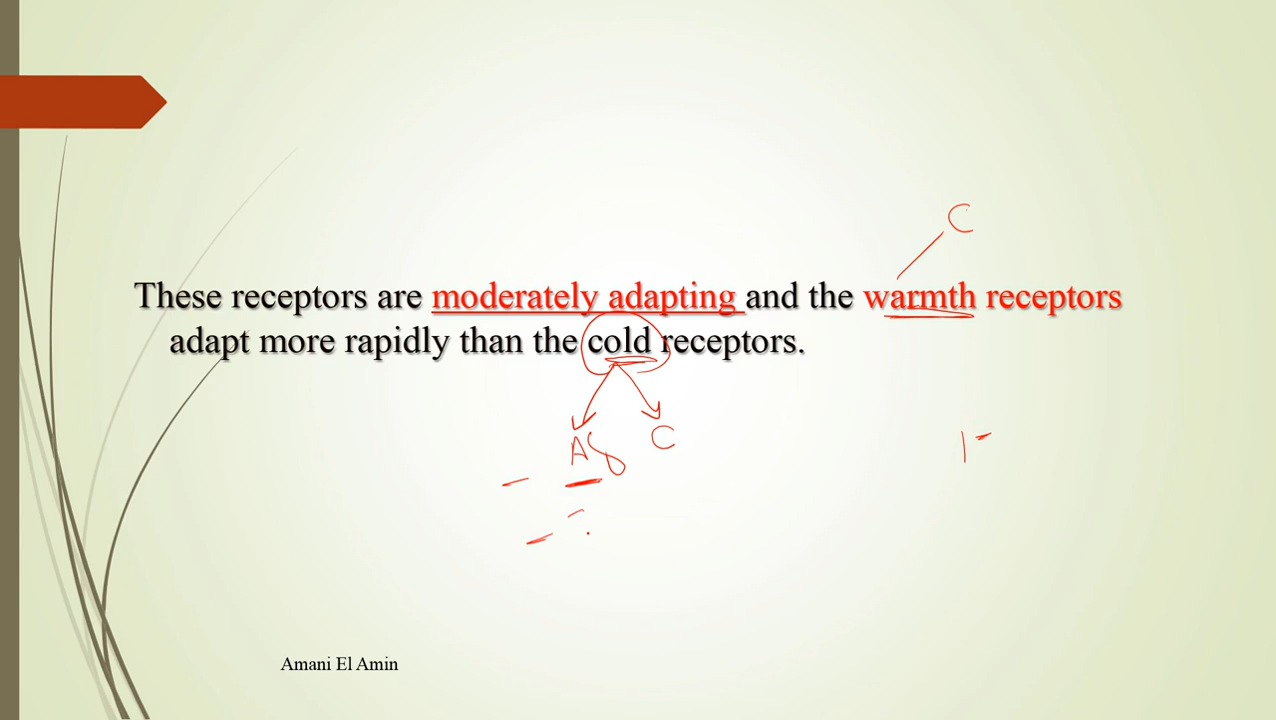 C
These receptors are moderately adapting and the warmth receptors
adapt more rapidly than the cold receptors.
Aδ C
Amani El Amin